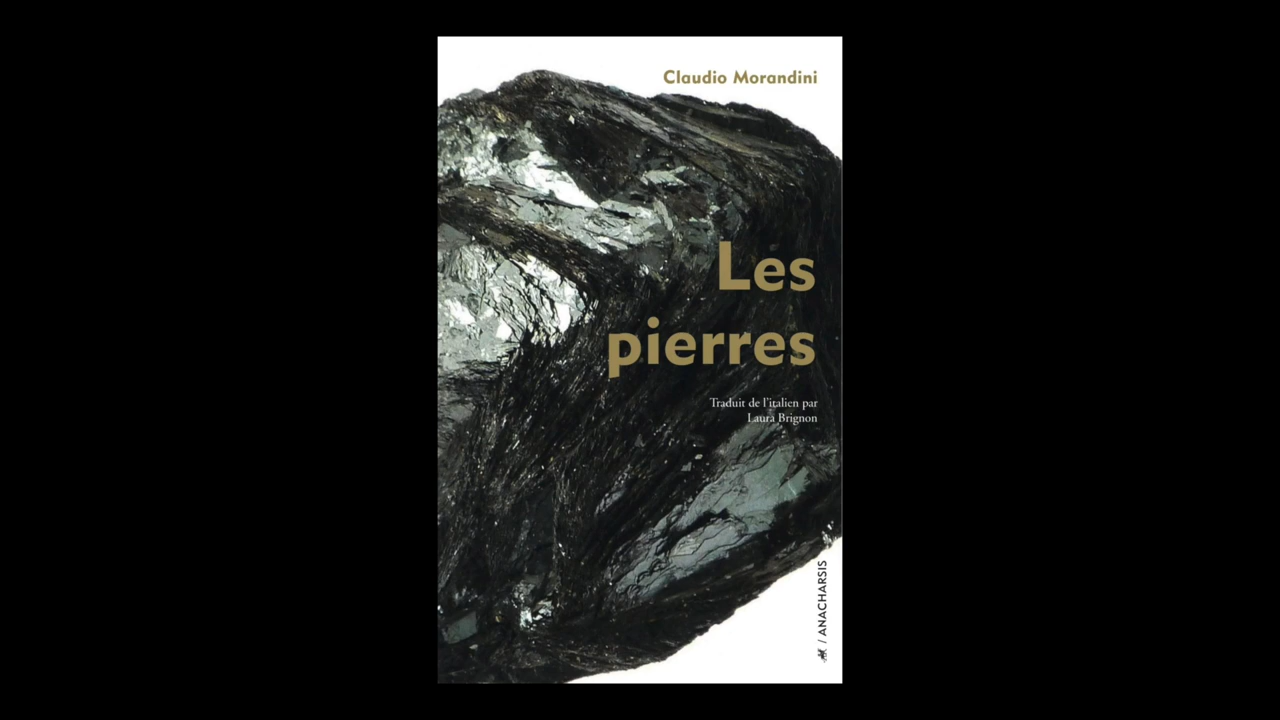 Claudio Morandini
Les
pierres
Traduit de l'italien par
Laura Brignon
/ ANACHARSIS